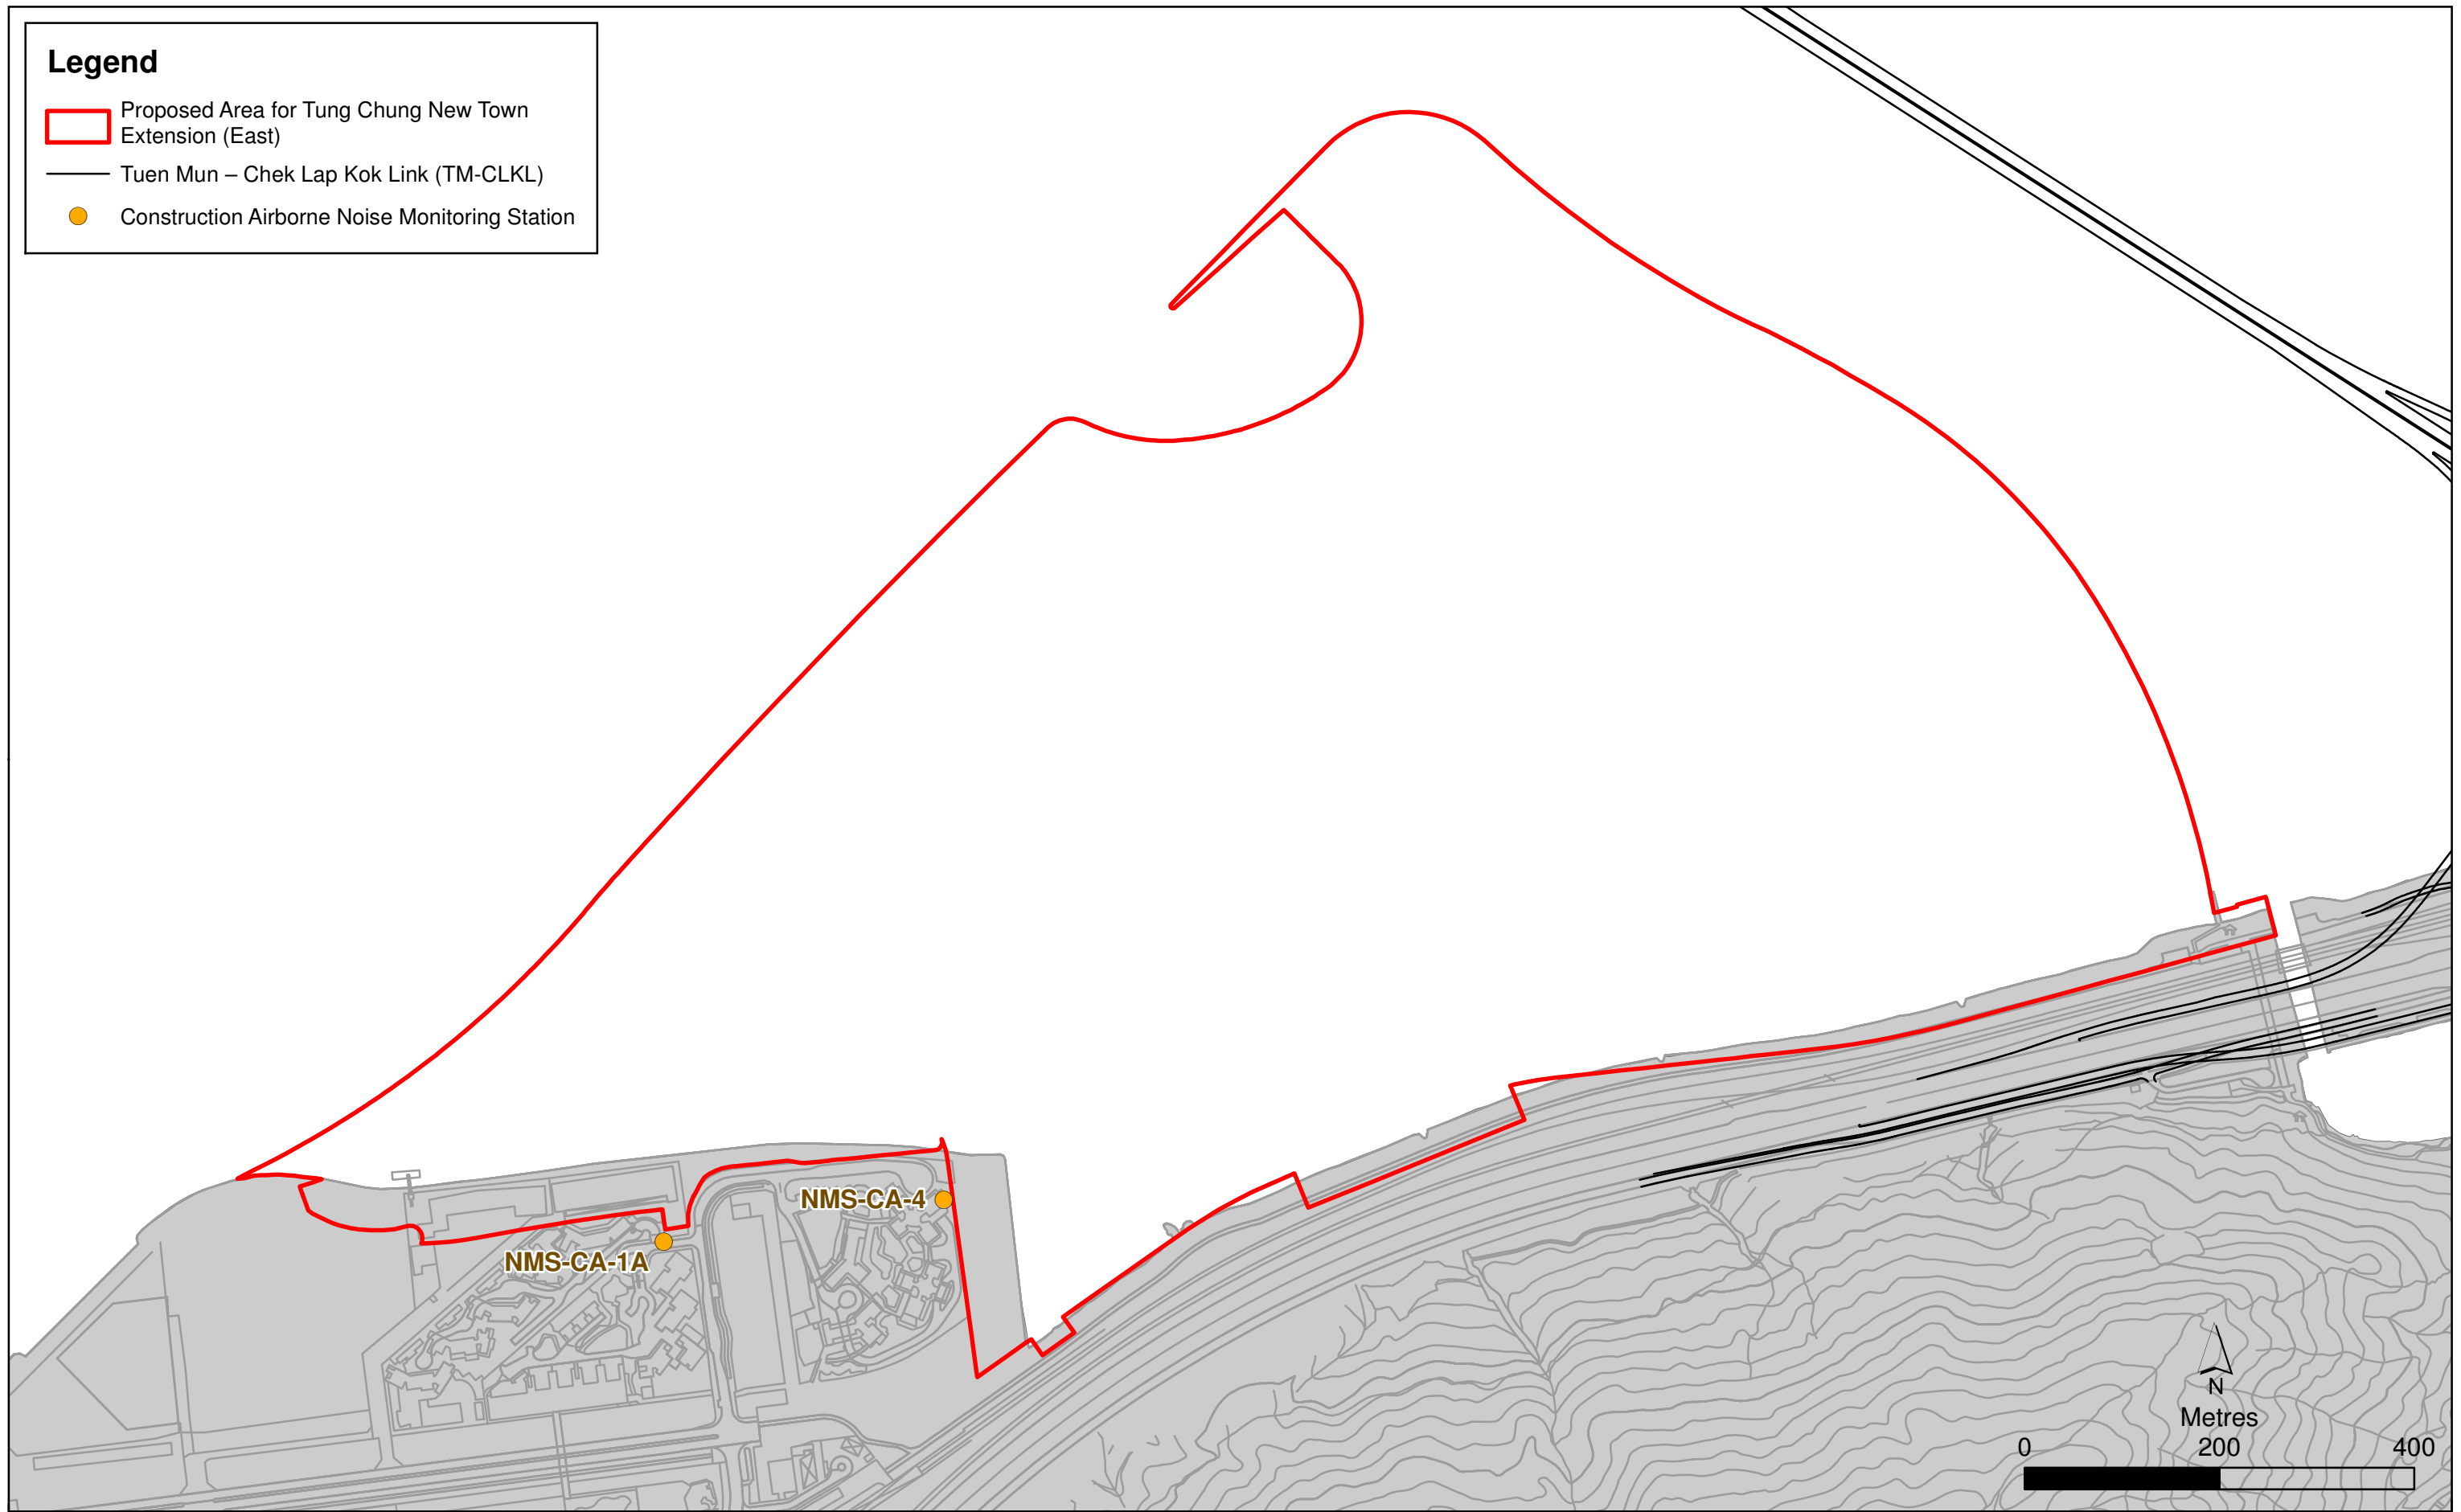 Legend
Proposed Area for Tung Chung New Town
Extension (East)
Tuen Mun – Chek Lap Kok Link (TM-CLKL)
Construction Airborne Noise Monitoring Station
NMS-CA-4
NMS-CA-1A
N
Metres
0 200 400